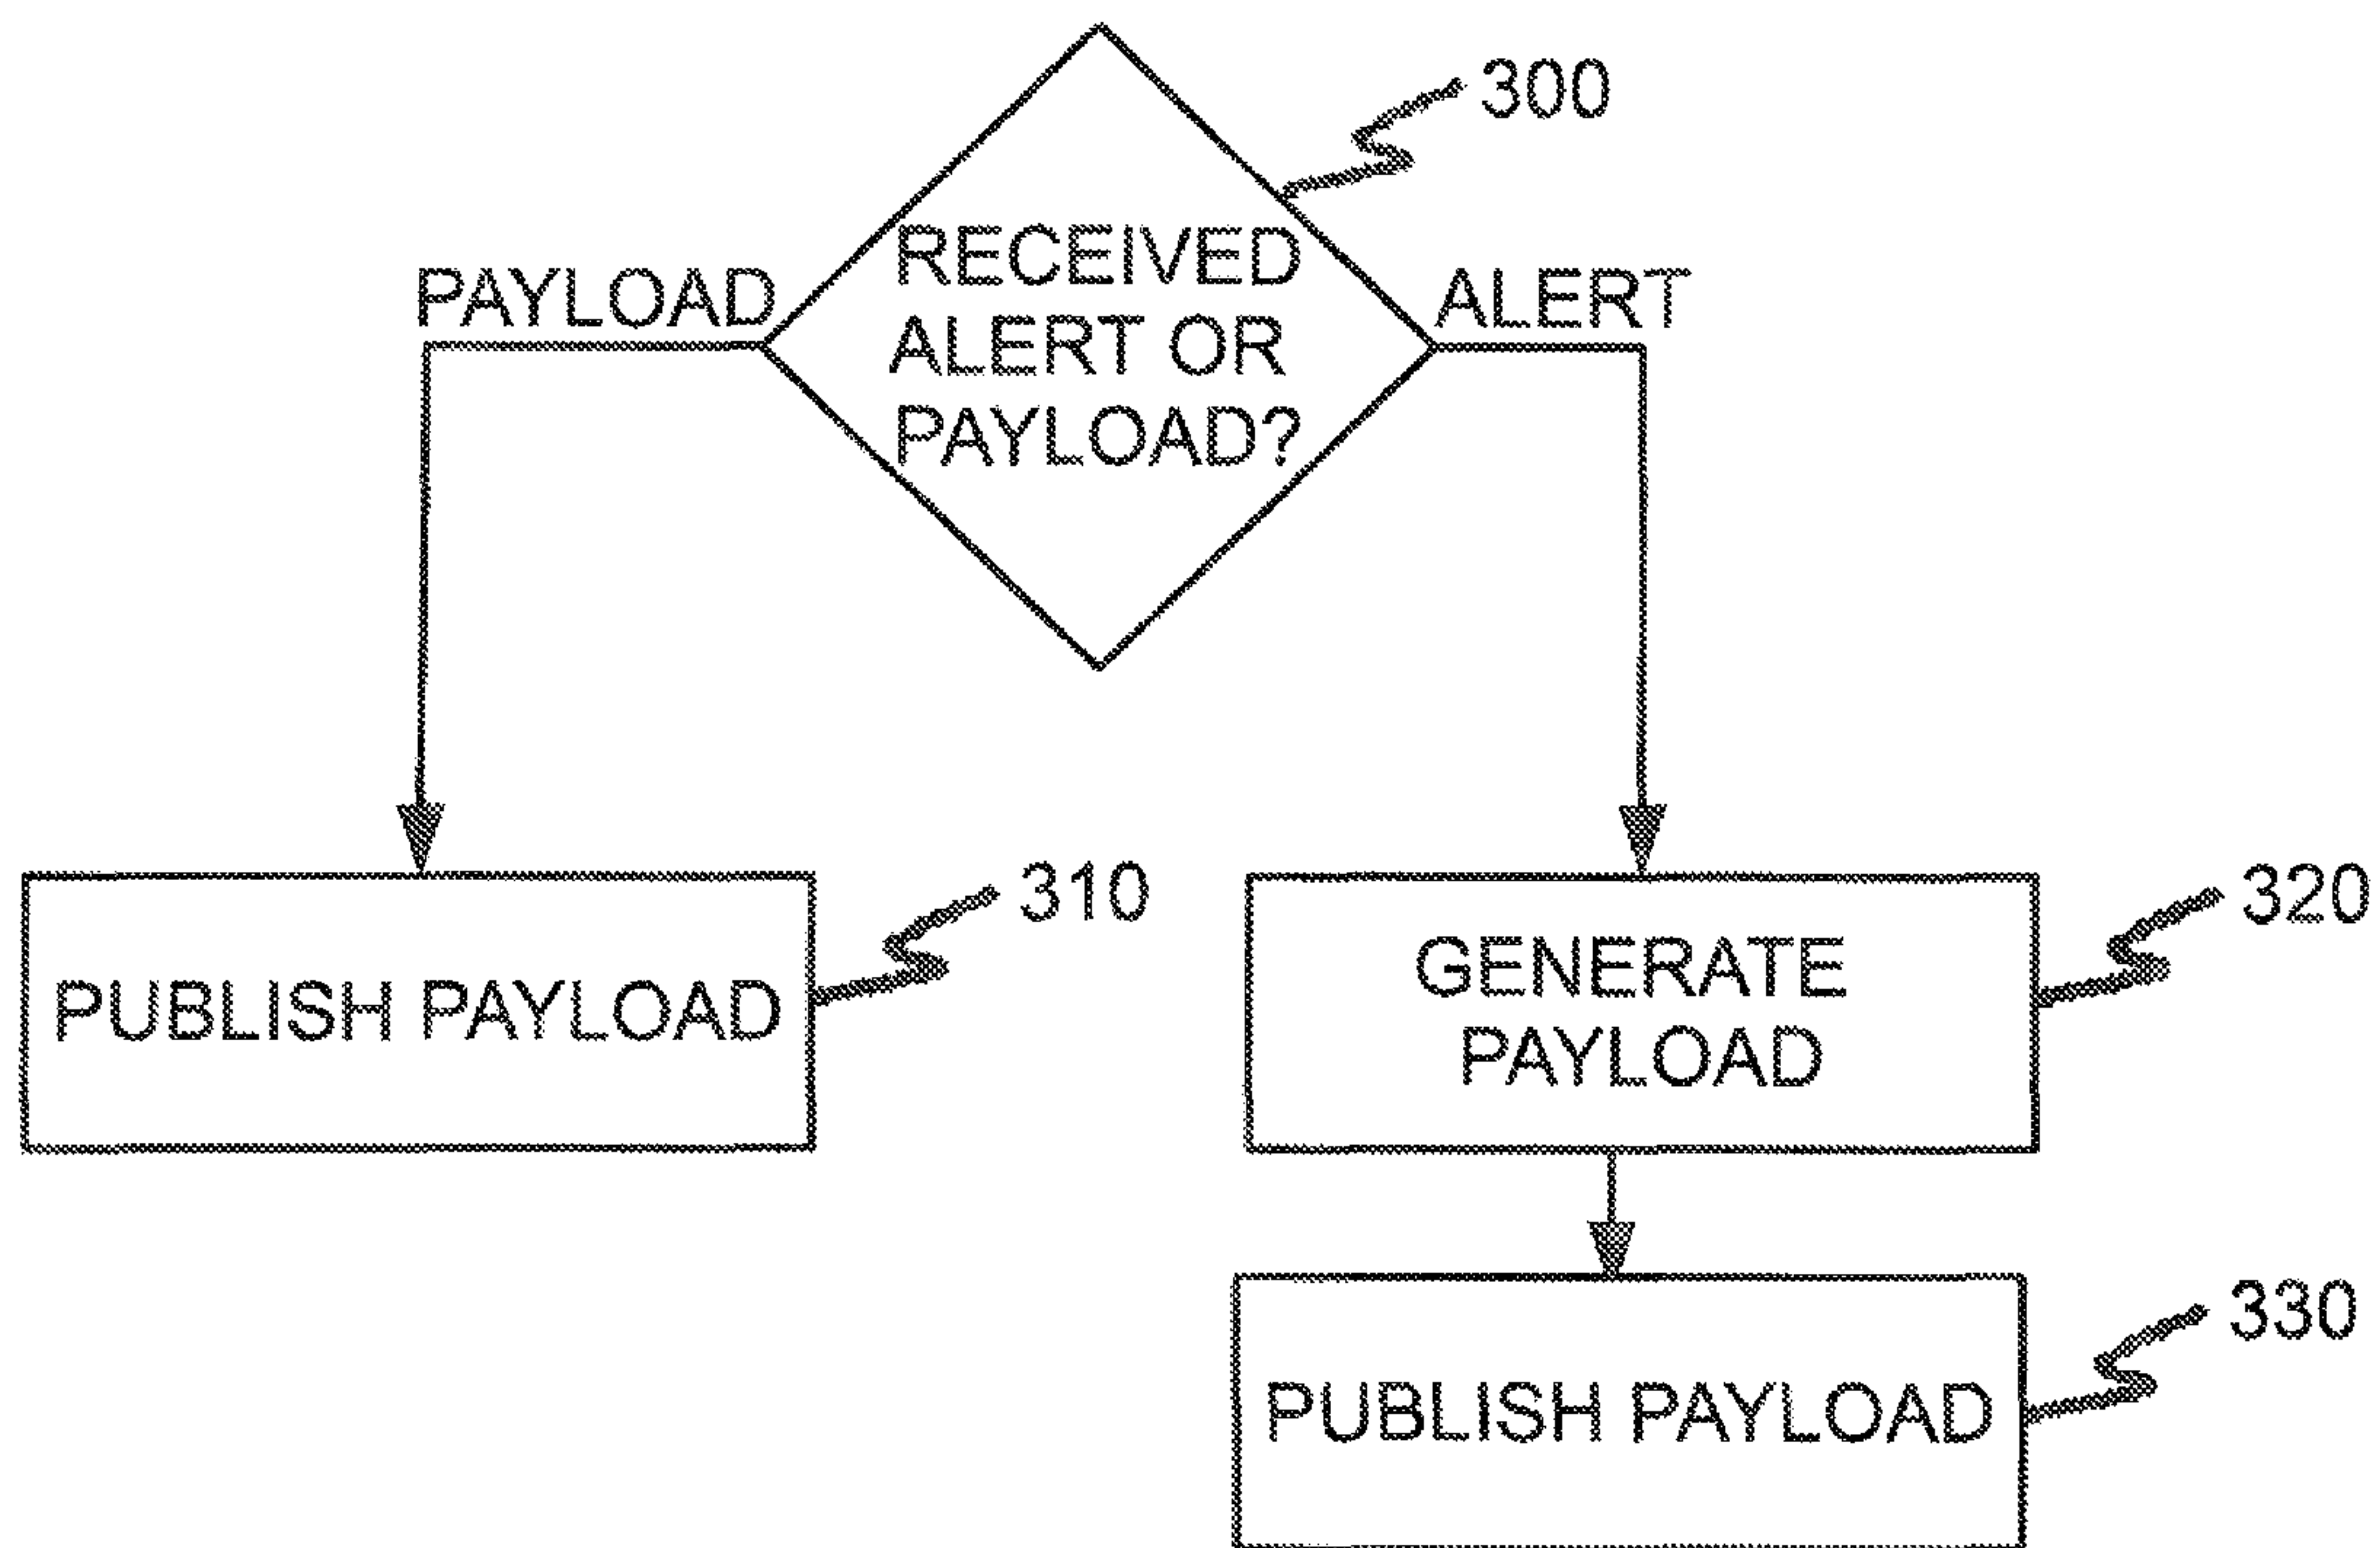 300
RECEIVED
ALERT OR
PAYLOAD?
PAYLOAD
ALERT
310
PUBLISH PAYLOAD
320
GENERATE
PAYLOAD
330
PUBLISH PAYLOAD